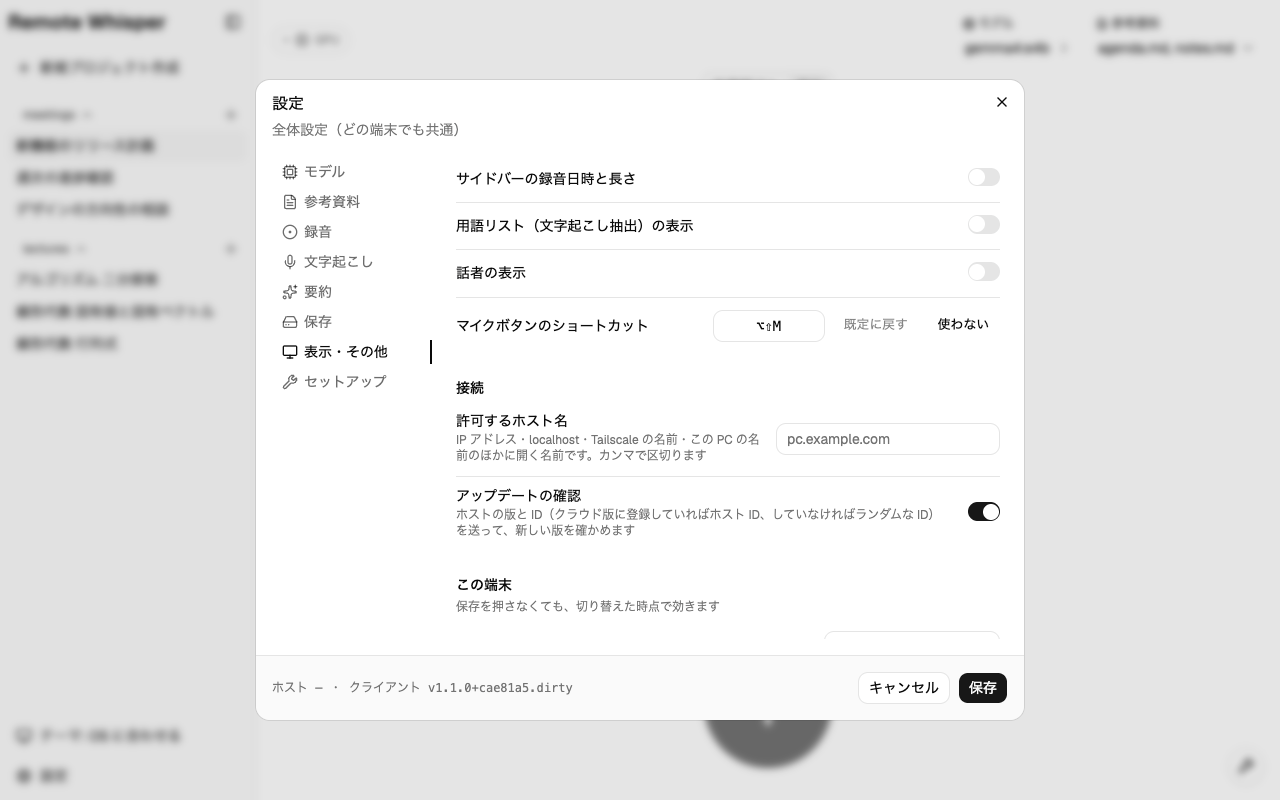 Remote Whisper
設定
全体設定（どの端末でも共通）
モデル
参考資料
録音
文字起こし
要約
保存
表示・その他
セットアップ
サイドバーの録音日時と長さ
用語リスト（文字起こし抽出）の表示
話者の表示
マイクボタンのショートカット
⌥⇧M
既定に戻す
使わない
接続
許可するホスト名
IP アドレス・localhost・Tailscale の名前・この PC の名
前のほかに開く名前です。カンマで区切ります
pc.example.com
アップデートの確認
ホストの版と ID（クラウド版に登録していればホスト ID、していなければランダムな ID）
を送って、新しい版を確かめます
この端末
保存を押さなくても、切り替えた時点で効きます
ホスト — · クライアント v1.1.0+cae81a5.dirty
キャンセル
保存